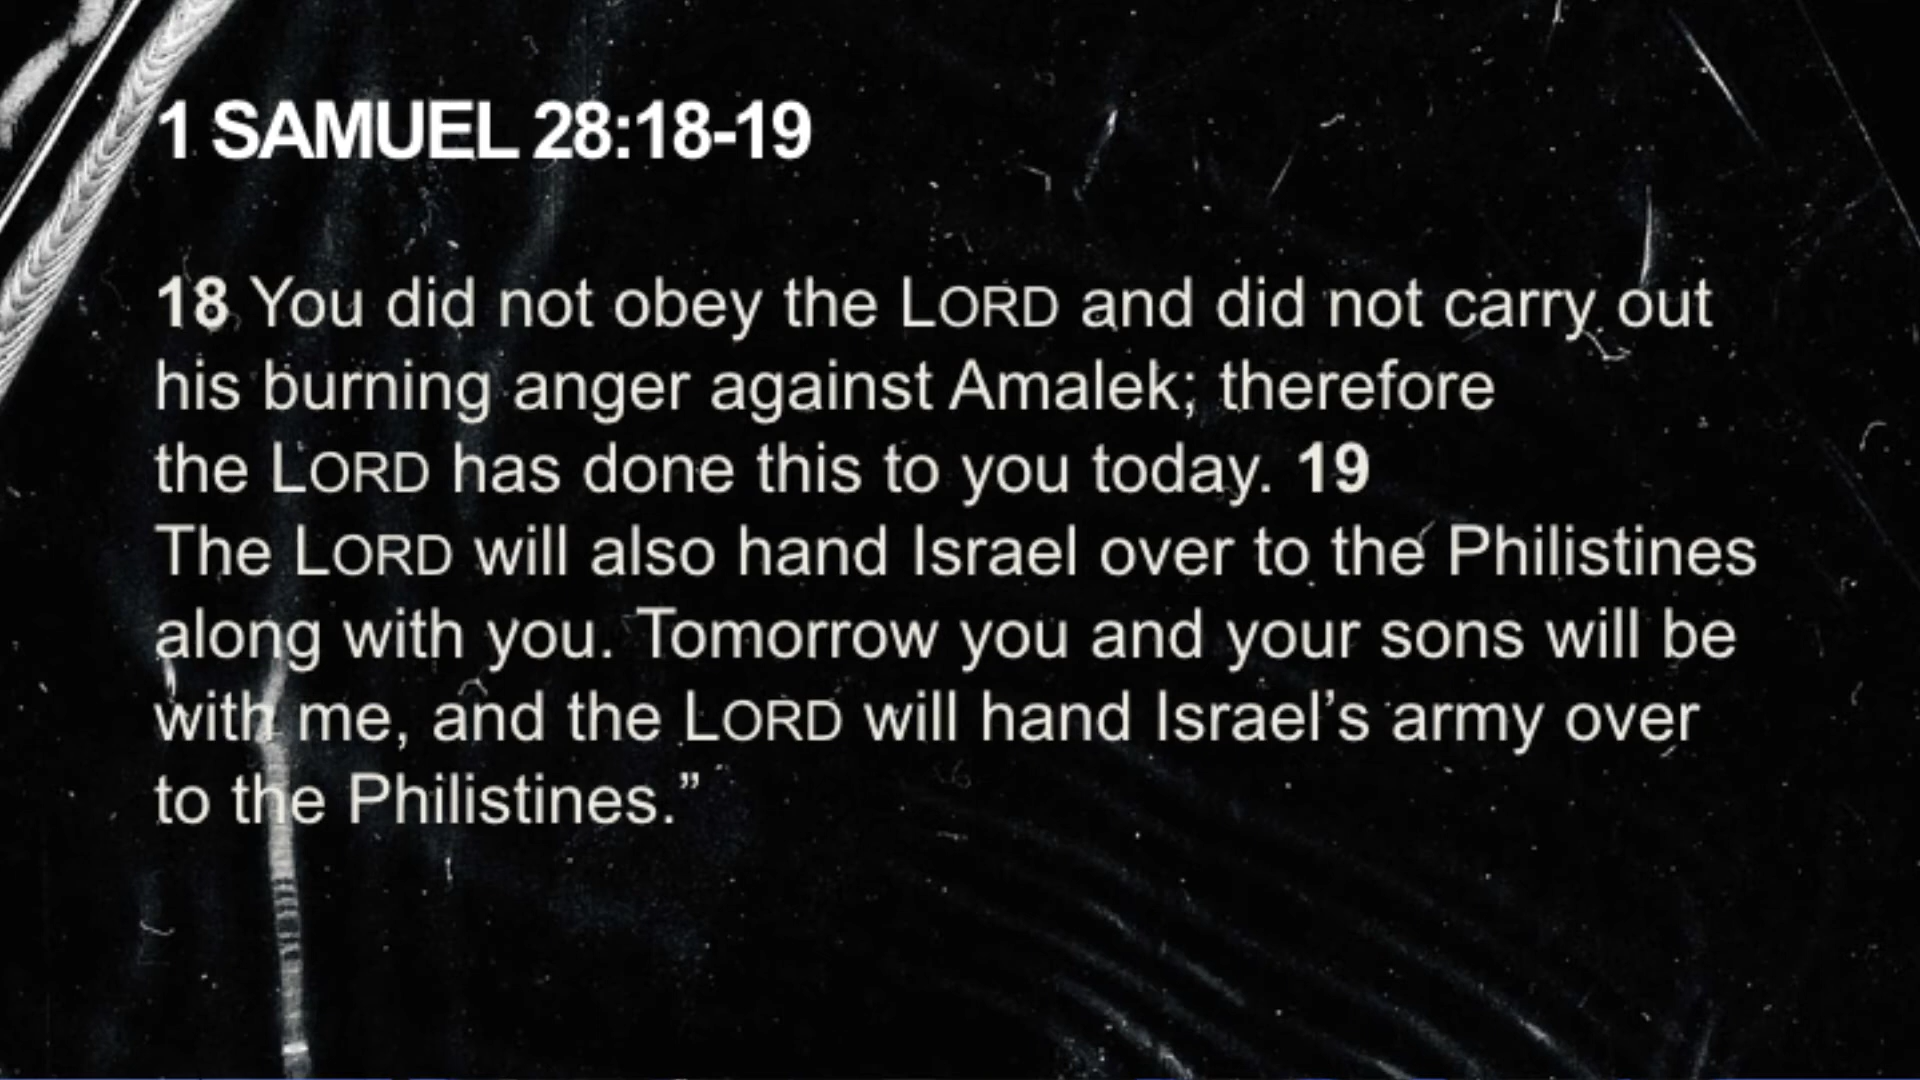 1 SAMUEL 28:18-19
18 You did not obey the LORD and did not carry out
his burning anger against Amalek; therefore
the LORD has done this to you today. 19
The LORD will also hand Israel over to the Philistines
along with you. Tomorrow you and your sons will be
with me, and the LORD will hand Israel’s army over
to the Philistines.”